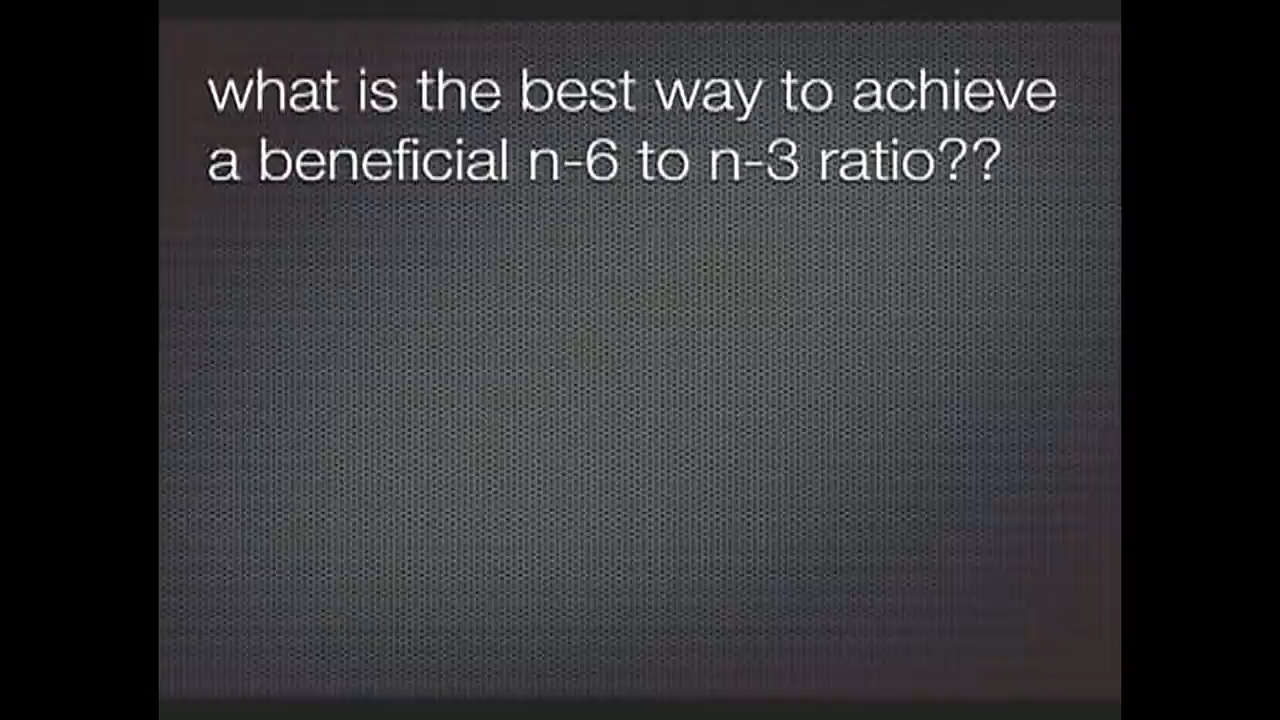 what is the best way to achieve
a beneficial n-6 to n-3 ratio??